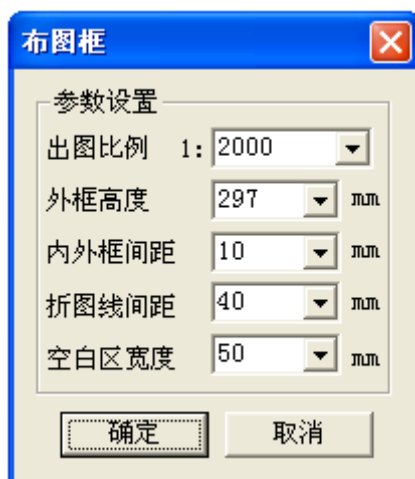 布图框
参数设置
出图比例 1: 2000
外框高度 297 mm
内外框间距 10 mm
折图线间距 40 mm
空白区宽度 50 mm
确定 取消